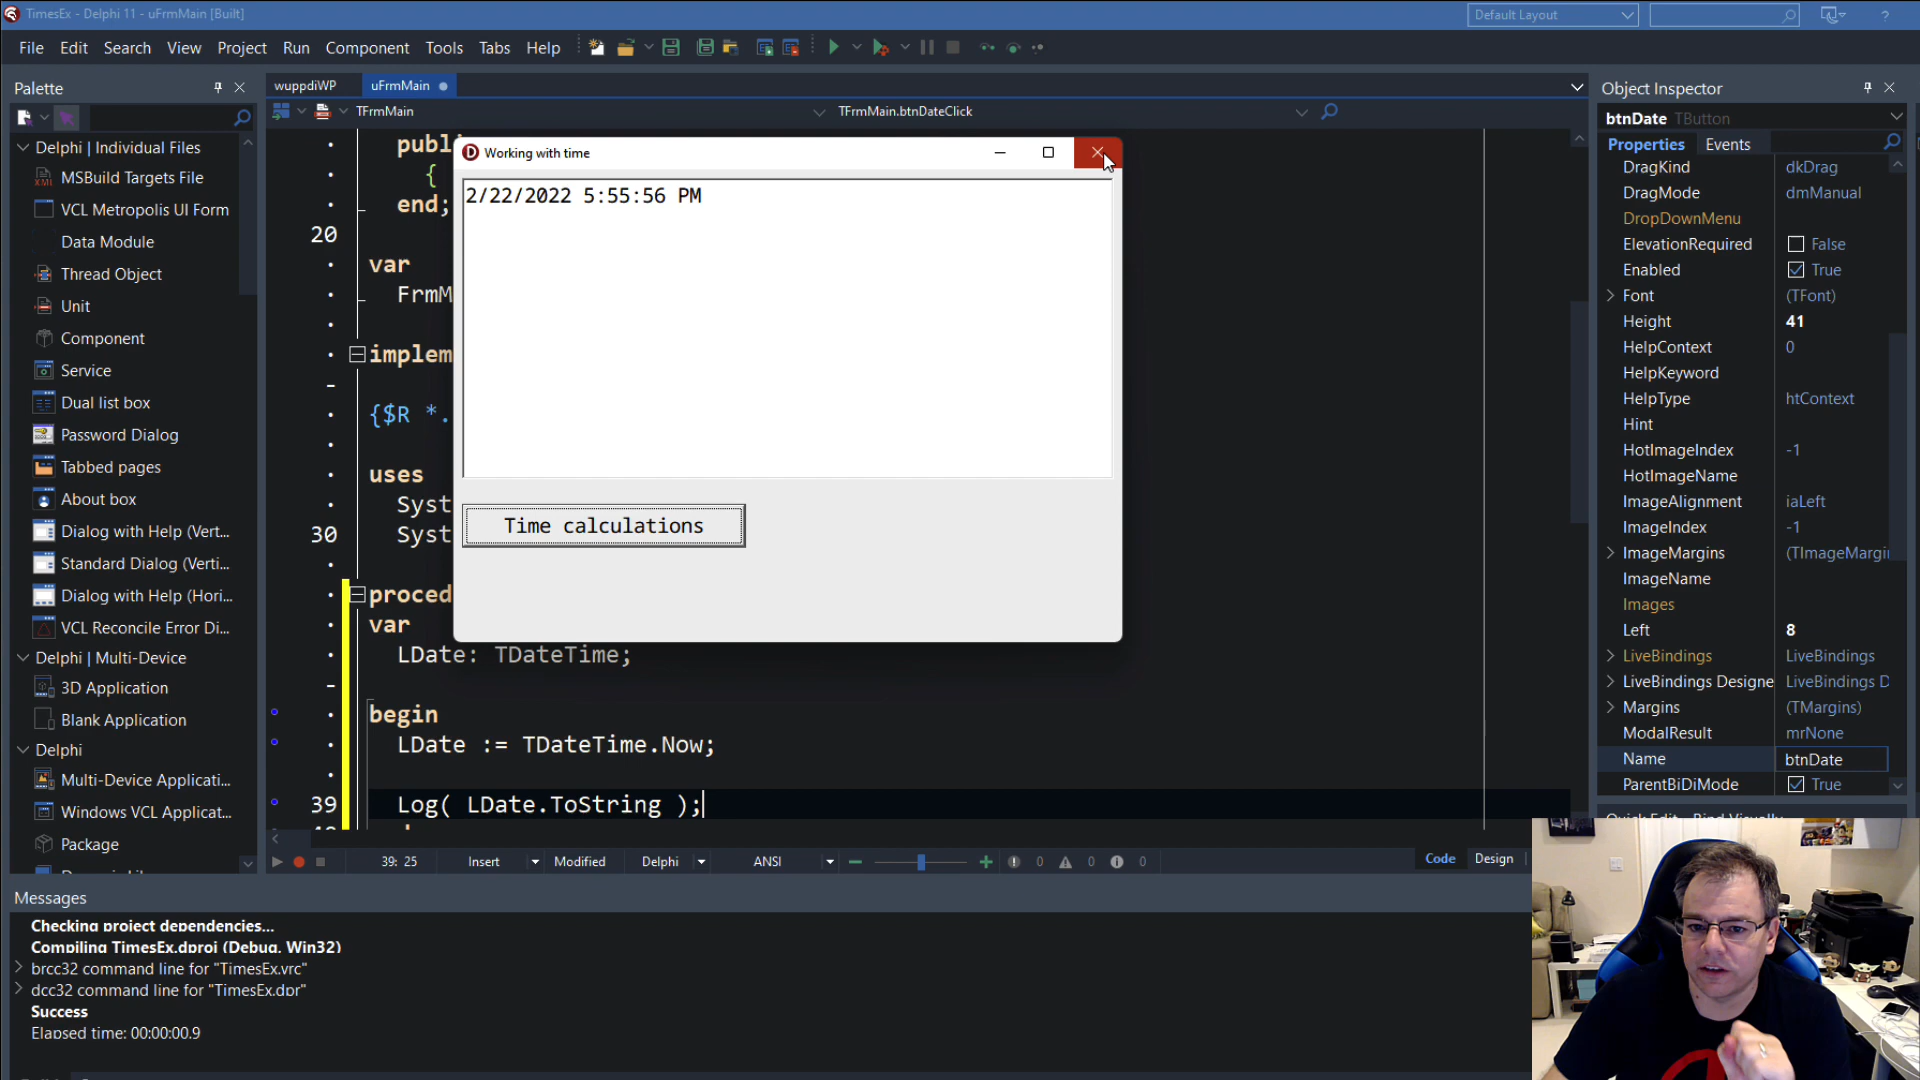 TimesEx - Delphi 11 - uFrmMain [Built]
Default Layout
File Edit Search View Project Run Component Tools Tabs Help
Palette
Delphi | Individual Files
MSBuild Targets File
VCL Metropolis UI Form
Data Module
Thread Object
Unit
Component
Service
Dual list box
Password Dialog
Tabbed pages
About box
Dialog with Help (Vert...
Standard Dialog (Verti...
Dialog with Help (Hori...
VCL Reconcile Error Di...
Delphi | Multi-Device
3D Application
Blank Application
Delphi
Multi-Device Applicati...
Windows VCL Applicat...
Package
wuppdiWP uFrmMain
TFrmMain TFrmMain.btnDateClick
publ
{
end;
20
var
FrmM
implem
{$R *.
uses
Syst
30 Syst
proced
var
LDate: TDateTime;
begin
LDate := TDateTime.Now;
39 Log( LDate.ToString );
Working with time
2/22/2022 5:55:56 PM
Time calculations
39: 25 Insert Modified Delphi ANSI 0 0 0 Code Design
Object Inspector
btnDate TButton
Properties Events
DragKind dkDrag
DragMode dmManual
DropDownMenu
ElevationRequired False
Enabled True
Font (TFont)
Height 41
HelpContext 0
HelpKeyword
HelpType htContext
Hint
HotImageIndex -1
HotImageName
ImageAlignment iaLeft
ImageIndex -1
ImageMargins (TImageMargi
ImageName
Images
Left 8
LiveBindings LiveBindings
LiveBindings Designe LiveBindings D
Margins (TMargins)
ModalResult mrNone
Name btnDate
ParentBiDiMode True
Messages
Checking project dependencies...
Compiling TimesEx.dproj (Debug, Win32)
brcc32 command line for "TimesEx.vrc"
dcc32 command line for "TimesEx.dpr"
Success
Elapsed time: 00:00:00.9